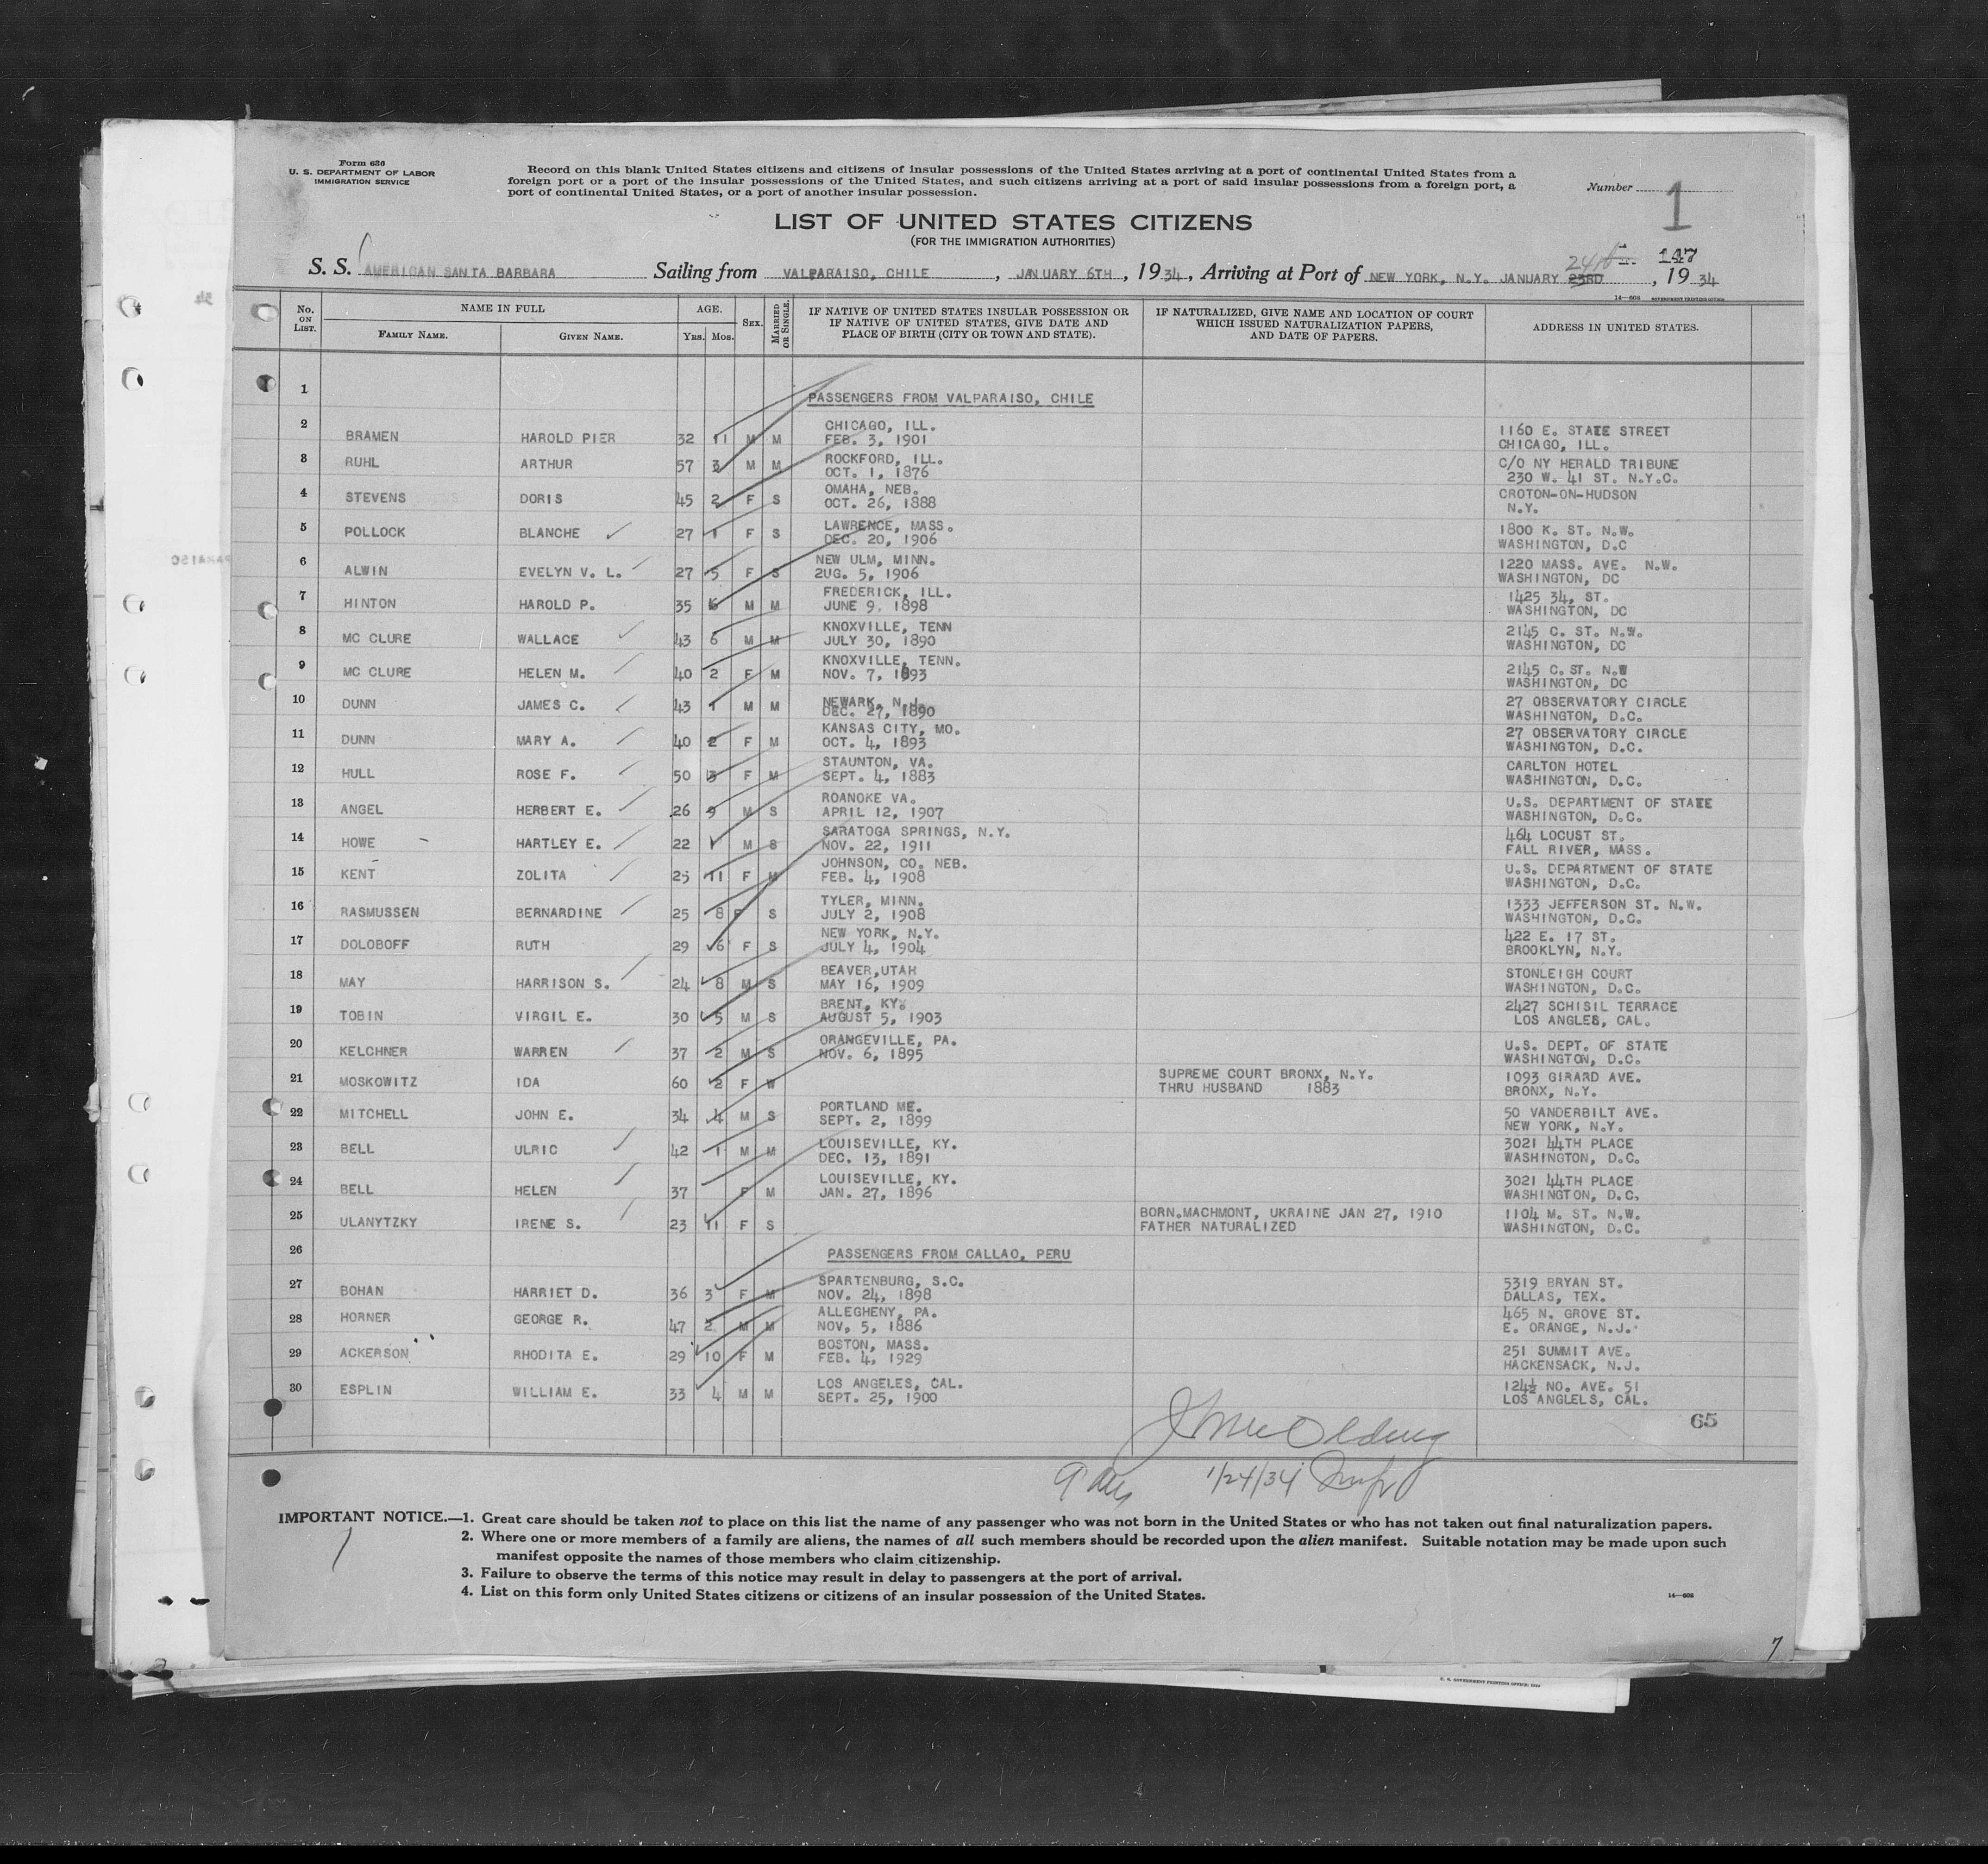 Form 636
U. S. DEPARTMENT OF LABOR
IMMIGRATION SERVICE
Record on this blank United States citizens and citizens of insular possessions of the United States arriving at a port of continental United States from a
foreign port or a port of the insular possessions of the United States, and such citizens arriving at a port of said insular possessions from a foreign port, a
port of continental United States, or a port of another insular possession.
Number 1
LIST OF UNITED STATES CITIZENS
(FOR THE IMMIGRATION AUTHORITIES)
147
S. S. AMERICAN SANTA BARBARA Sailing from VALPARAISO, CHILE, JANUARY 6TH, 1934, Arriving at Port of NEW YORK, N.Y. JANUARY 23RD 24th, 1934
14—608 GOVERNMENT PRINTING OFFICE
No. ON LIST. NAME IN FULL AGE. SEX. MARRIED OR SINGLE. IF NATIVE OF UNITED STATES INSULAR POSSESSION OR IF NATIVE OF UNITED STATES, GIVE DATE AND PLACE OF BIRTH (CITY OR TOWN AND STATE). IF NATURALIZED, GIVE NAME AND LOCATION OF COURT WHICH ISSUED NATURALIZATION PAPERS, AND DATE OF PAPERS. ADDRESS IN UNITED STATES.
FAMILY NAME. GIVEN NAME. Yrs. Mos.
1 PASSENGERS FROM VALPARAISO, CHILE
2 BRAMEN HAROLD PIER 32 11 M M CHICAGO, ILL. FEB. 3, 1901 1160 E. STATE STREET CHICAGO, ILL.
3 RUHL ARTHUR 57 3 M M ROCKFORD, ILL. OCT. 1, 1876 C/O NY HERALD TRIBUNE 230 W. 41 ST. N.Y.C.
4 STEVENS DORIS 45 2 F S OMAHA, NEB. OCT. 26, 1888 CROTON-ON-HUDSON N.Y.
5 POLLOCK BLANCHE 27 1 F S LAWRENCE, MASS. DEC. 20, 1906 1800 K. ST. N.W. WASHINGTON, D.C
6 ALWIN EVELYN V. L. 27 5 F S NEW ULM, MINN. 2UG. 5, 1906 1220 MASS. AVE. N.W. WASHINGTON, DC
7 HINTON HAROLD P. 35 6 M M FREDERICK, ILL. JUNE 9, 1898 1425 34, ST. WASHINGTON, DC
8 MC CLURE WALLACE 43 6 M M KNOXVILLE, TENN JULY 30, 1890 2145 C. ST. N.W. WASHINGTON, DC
9 MC CLURE HELEN M. 40 2 F M KNOXVILLE, TENN. NOV. 7, 1893 2145 C. ST. N.W WASHINGTON, DC
10 DUNN JAMES C. 43 1 M M NEWARK, N.J. DEC. 27, 1890 27 OBSERVATORY CIRCLE WASHINGTON, D.C.
11 DUNN MARY A. 40 2 F M KANSAS CITY, MO. OCT. 4, 1893 27 OBSERVATORY CIRCLE WASHINGTON, D.C.
12 HULL ROSE F. 50 3 F M STAUNTON, VA. SEPT. 4, 1883 CARLTON HOTEL WASHINGTON, D.C.
13 ANGEL HERBERT E. 26 9 M S ROANOKE VA. APRIL 12, 1907 U.S. DEPARTMENT OF STATE WASHINGTON, D.C.
14 HOWE HARTLEY E. 22 1 M S SARATOGA SPRINGS, N.Y. NOV. 22, 1911 464 LOCUST ST. FALL RIVER, MASS.
15 KENT ZOLITA 25 11 F M JOHNSON, CO. NEB. FEB. 4, 1908 U.S. DEPARTMENT OF STATE WASHINGTON, D.C.
16 RASMUSSEN BERNARDINE 25 8 F S TYLER, MINN. JULY 2, 1908 1333 JEFFERSON ST. N.W. WASHINGTON, D.C.
17 DOLOBOFF RUTH 29 6 F S NEW YORK, N.Y. JULY 4, 1904 422 E. 17 ST. BROOKLYN, N.Y.
18 MAY HARRISON S. 24 8 M S BEAVER,UTAH MAY 16, 1909 STONLEIGH COURT WASHINGTON, D.C.
19 TOBIN VIRGIL E. 30 5 M S BRENT, KY. AUGUST 5, 1903 2427 SCHISIL TERRACE LOS ANGLES, CAL.
20 KELCHNER WARREN 37 2 M S ORANGEVILLE, PA. NOV. 6, 1895 U.S. DEPT. OF STATE WASHINGTON, D.C.
21 MOSKOWITZ IDA 60 2 F W SUPREME COURT BRONX, N.Y. THRU HUSBAND 1883 1093 GIRARD AVE. BRONX, N.Y.
22 MITCHELL JOHN E. 34 4 M S PORTLAND ME. SEPT. 2, 1899 50 VANDERBILT AVE. NEW YORK, N.Y.
23 BELL ULRIC 42 1 M M LOUISEVILLE, KY. DEC. 13, 1891 3021 44TH PLACE WASHINGTON, D.C.
24 BELL HELEN 37 F M LOUISEVILLE, KY. JAN. 27, 1896 3021 44TH PLACE WASHINGTON, D.C.
25 ULANYTZKY IRENE S. 23 11 F S BORN.MACHMONT, UKRAINE JAN 27, 1910 FATHER NATURALIZED 1104 M. ST. N.W. WASHINGTON, D.C.
26 PASSENGERS FROM CALLAO, PERU
27 BOHAN HARRIET D. 36 3 F M SPARTENBURG, S.C. NOV. 24, 1898 5319 BRYAN ST. DALLAS, TEX.
28 HORNER GEORGE R. 47 2 M M ALLEGHENY, PA. NOV. 5, 1886 465 N. GROVE ST. E. ORANGE, N.J.
29 ACKERSON RHODITA E. 29 10 F M BOSTON, MASS. FEB. 4, 1929 251 SUMMIT AVE. HACKENSACK, N.J.
30 ESPLIN WILLIAM E. 33 4 M M LOS ANGELES, CAL. SEPT. 25, 1900 124½ NO. AVE. 51 LOS ANGLELS, CAL.
65
1/24/34
IMPORTANT NOTICE.—1. Great care should be taken not to place on this list the name of any passenger who was not born in the United States or who has not taken out final naturalization papers.
2. Where one or more members of a family are aliens, the names of all such members should be recorded upon the alien manifest. Suitable notation may be made upon such
manifest opposite the names of those members who claim citizenship.
3. Failure to observe the terms of this notice may result in delay to passengers at the port of arrival.
4. List on this form only United States citizens or citizens of an insular possession of the United States.
14—608
7